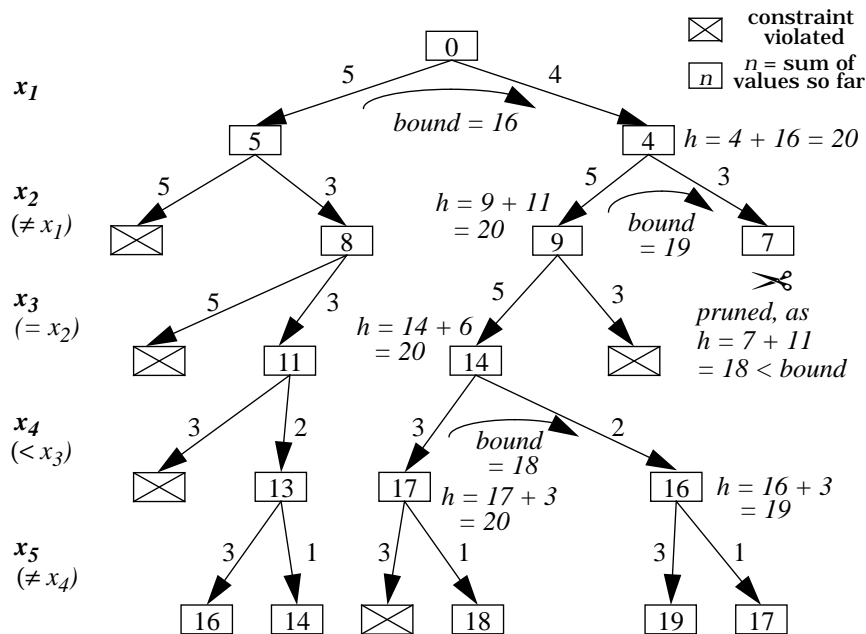 constraint
violated
0
n = sum of
values so far
n
5
4
x1
bound = 16
5
4
h = 4 + 16 = 20
5
3
5
3
x2
(≠ x1)
h = 9 + 11
= 20
bound
= 19
8
9
7
5
3
5
3
x3
(= x2)
pruned, as
h = 7 + 11
= 18 < bound
h = 14 + 6
= 20
11
14
3
2
3
2
x4
(< x3)
bound
= 18
13
17
16
h = 17 + 3
= 20
h = 16 + 3
= 19
3
1
3
1
3
1
x5
(≠ x4)
16
14
18
19
17